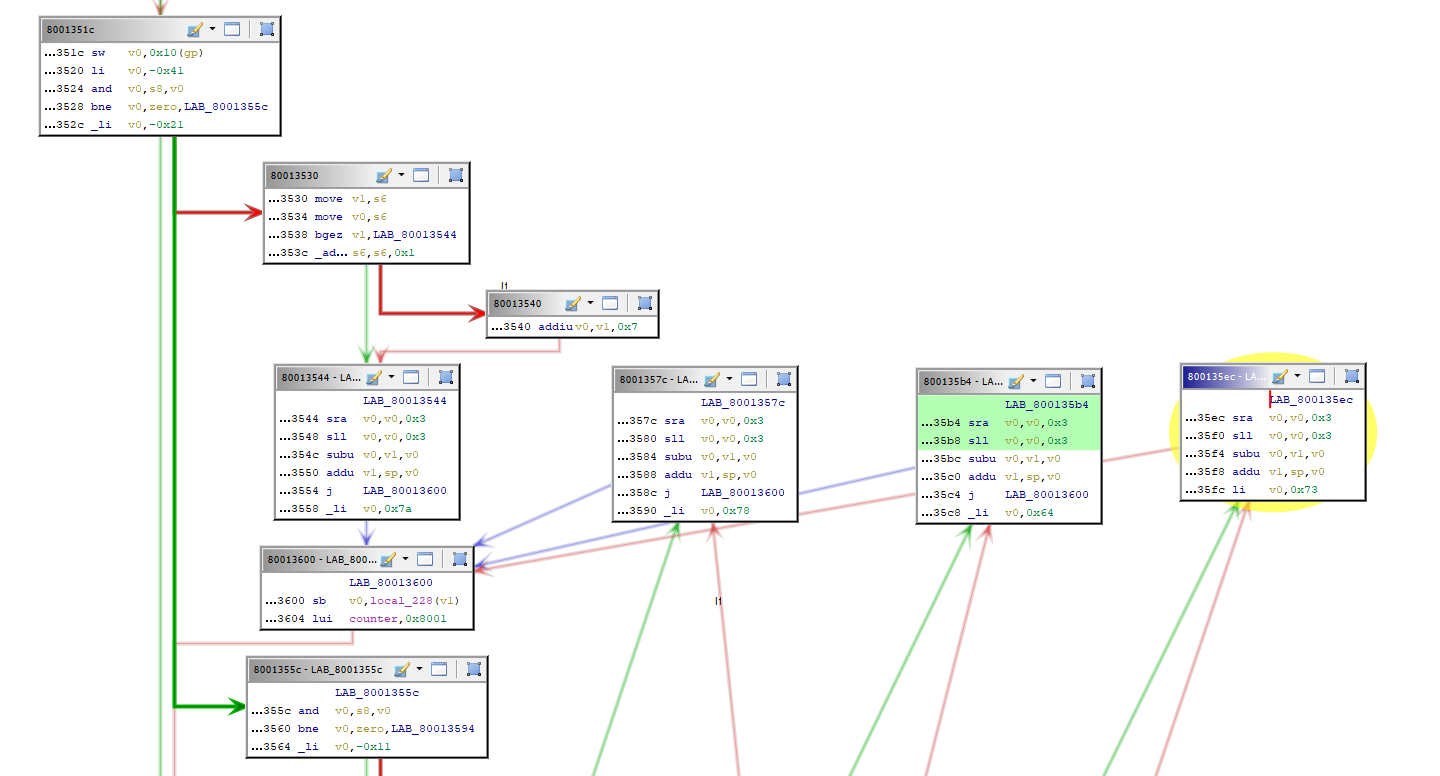 8001351c
...351c sw v0,0x10(gp)
...3520 li v0,-0x41
...3524 and v0,s8,v0
...3528 bne v0,zero,LAB_8001355c
...352c _li v0,-0x21
80013530
...3530 move v1,s6
...3534 move v0,s6
...3538 bgez v1,LAB_80013544
...353c _ad... s6,s6,0x1
If
80013540
...3540 addiu v0,v1,0x7
80013544 - LA...
LAB_80013544
...3544 sra v0,v0,0x3
...3548 sll v0,v0,0x3
...354c subu v0,v1,v0
...3550 addu v1,sp,v0
...3554 j LAB_80013600
...3558 _li v0,0x7a
8001357c - LA...
LAB_8001357c
...357c sra v0,v0,0x3
...3580 sll v0,v0,0x3
...3584 subu v0,v1,v0
...3588 addu v1,sp,v0
...358c j LAB_80013600
...3590 _li v0,0x78
800135b4 - LA...
LAB_800135b4
...35b4 sra v0,v0,0x3
...35b8 sll v0,v0,0x3
...35bc subu v0,v1,v0
...35c0 addu v1,sp,v0
...35c4 j LAB_80013600
...35c8 _li v0,0x64
800135ec - LA...
LAB_800135ec
...35ec sra v0,v0,0x3
...35f0 sll v0,v0,0x3
...35f4 subu v0,v1,v0
...35f8 addu v1,sp,v0
...35fc li v0,0x73
80013600 - LAB_800...
LAB_80013600
...3600 sb v0,local_228(v1)
...3604 lui counter,0x8001
If
8001355c - LAB_8001355c
LAB_8001355c
...355c and v0,s8,v0
...3560 bne v0,zero,LAB_80013594
...3564 _li v0,-0x11